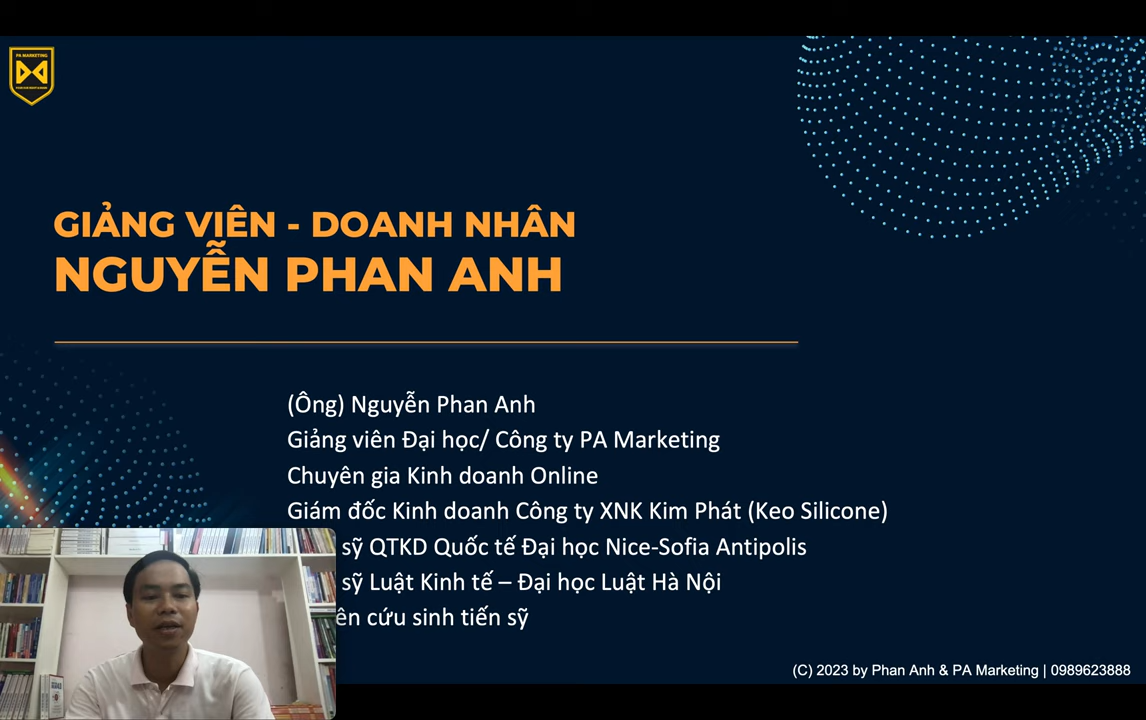 PA MARKETING
GIẢNG VIÊN - DOANH NHÂN
NGUYỄN PHAN ANH
(Ông) Nguyễn Phan Anh
Giảng viên Đại học/ Công ty PA Marketing
Chuyên gia Kinh doanh Online
Giám đốc Kinh doanh Công ty XNK Kim Phát (Keo Silicone)
sỹ QTKD Quốc tế Đại học Nice-Sofia Antipolis
sỹ Luật Kinh tế – Đại học Luật Hà Nội
ên cứu sinh tiến sỹ
(C) 2023 by Phan Anh & PA Marketing | 0989623888